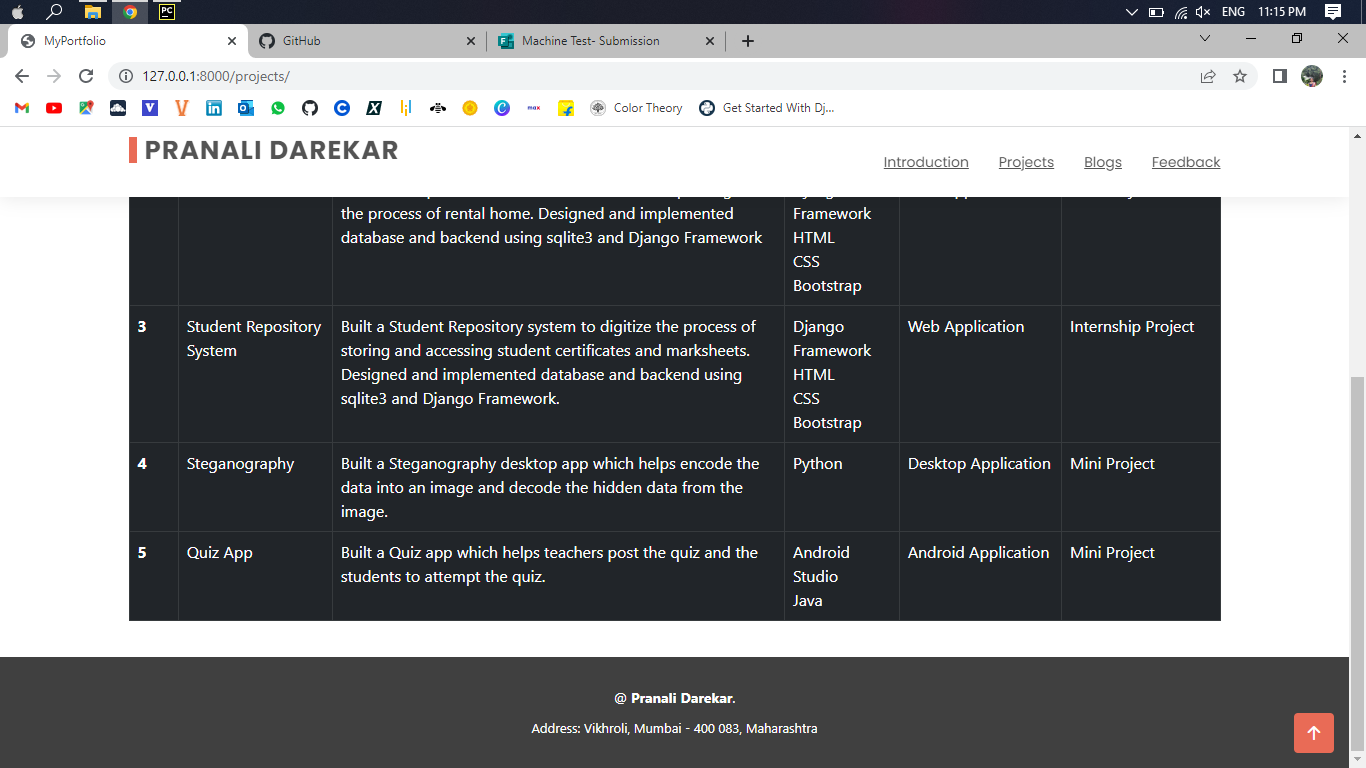 PC
ENG 11:15 PM
MyPortfolio
GitHub
Machine Test- Submission
127.0.0.1:8000/projects/
Color Theory
Get Started With Dj...
PRANALI DAREKAR
Introduction Projects Blogs Feedback
the process of rental home. Designed and implemented
database and backend using sqlite3 and Django Framework
Framework
HTML
CSS
Bootstrap
3
Student Repository
System
Built a Student Repository system to digitize the process of
storing and accessing student certificates and marksheets.
Designed and implemented database and backend using
sqlite3 and Django Framework.
Django
Framework
HTML
CSS
Bootstrap
Web Application
Internship Project
4
Steganography
Built a Steganography desktop app which helps encode the
data into an image and decode the hidden data from the
image.
Python
Desktop Application
Mini Project
5
Quiz App
Built a Quiz app which helps teachers post the quiz and the
students to attempt the quiz.
Android
Studio
Java
Android Application
Mini Project
@ Pranali Darekar.
Address: Vikhroli, Mumbai - 400 083, Maharashtra